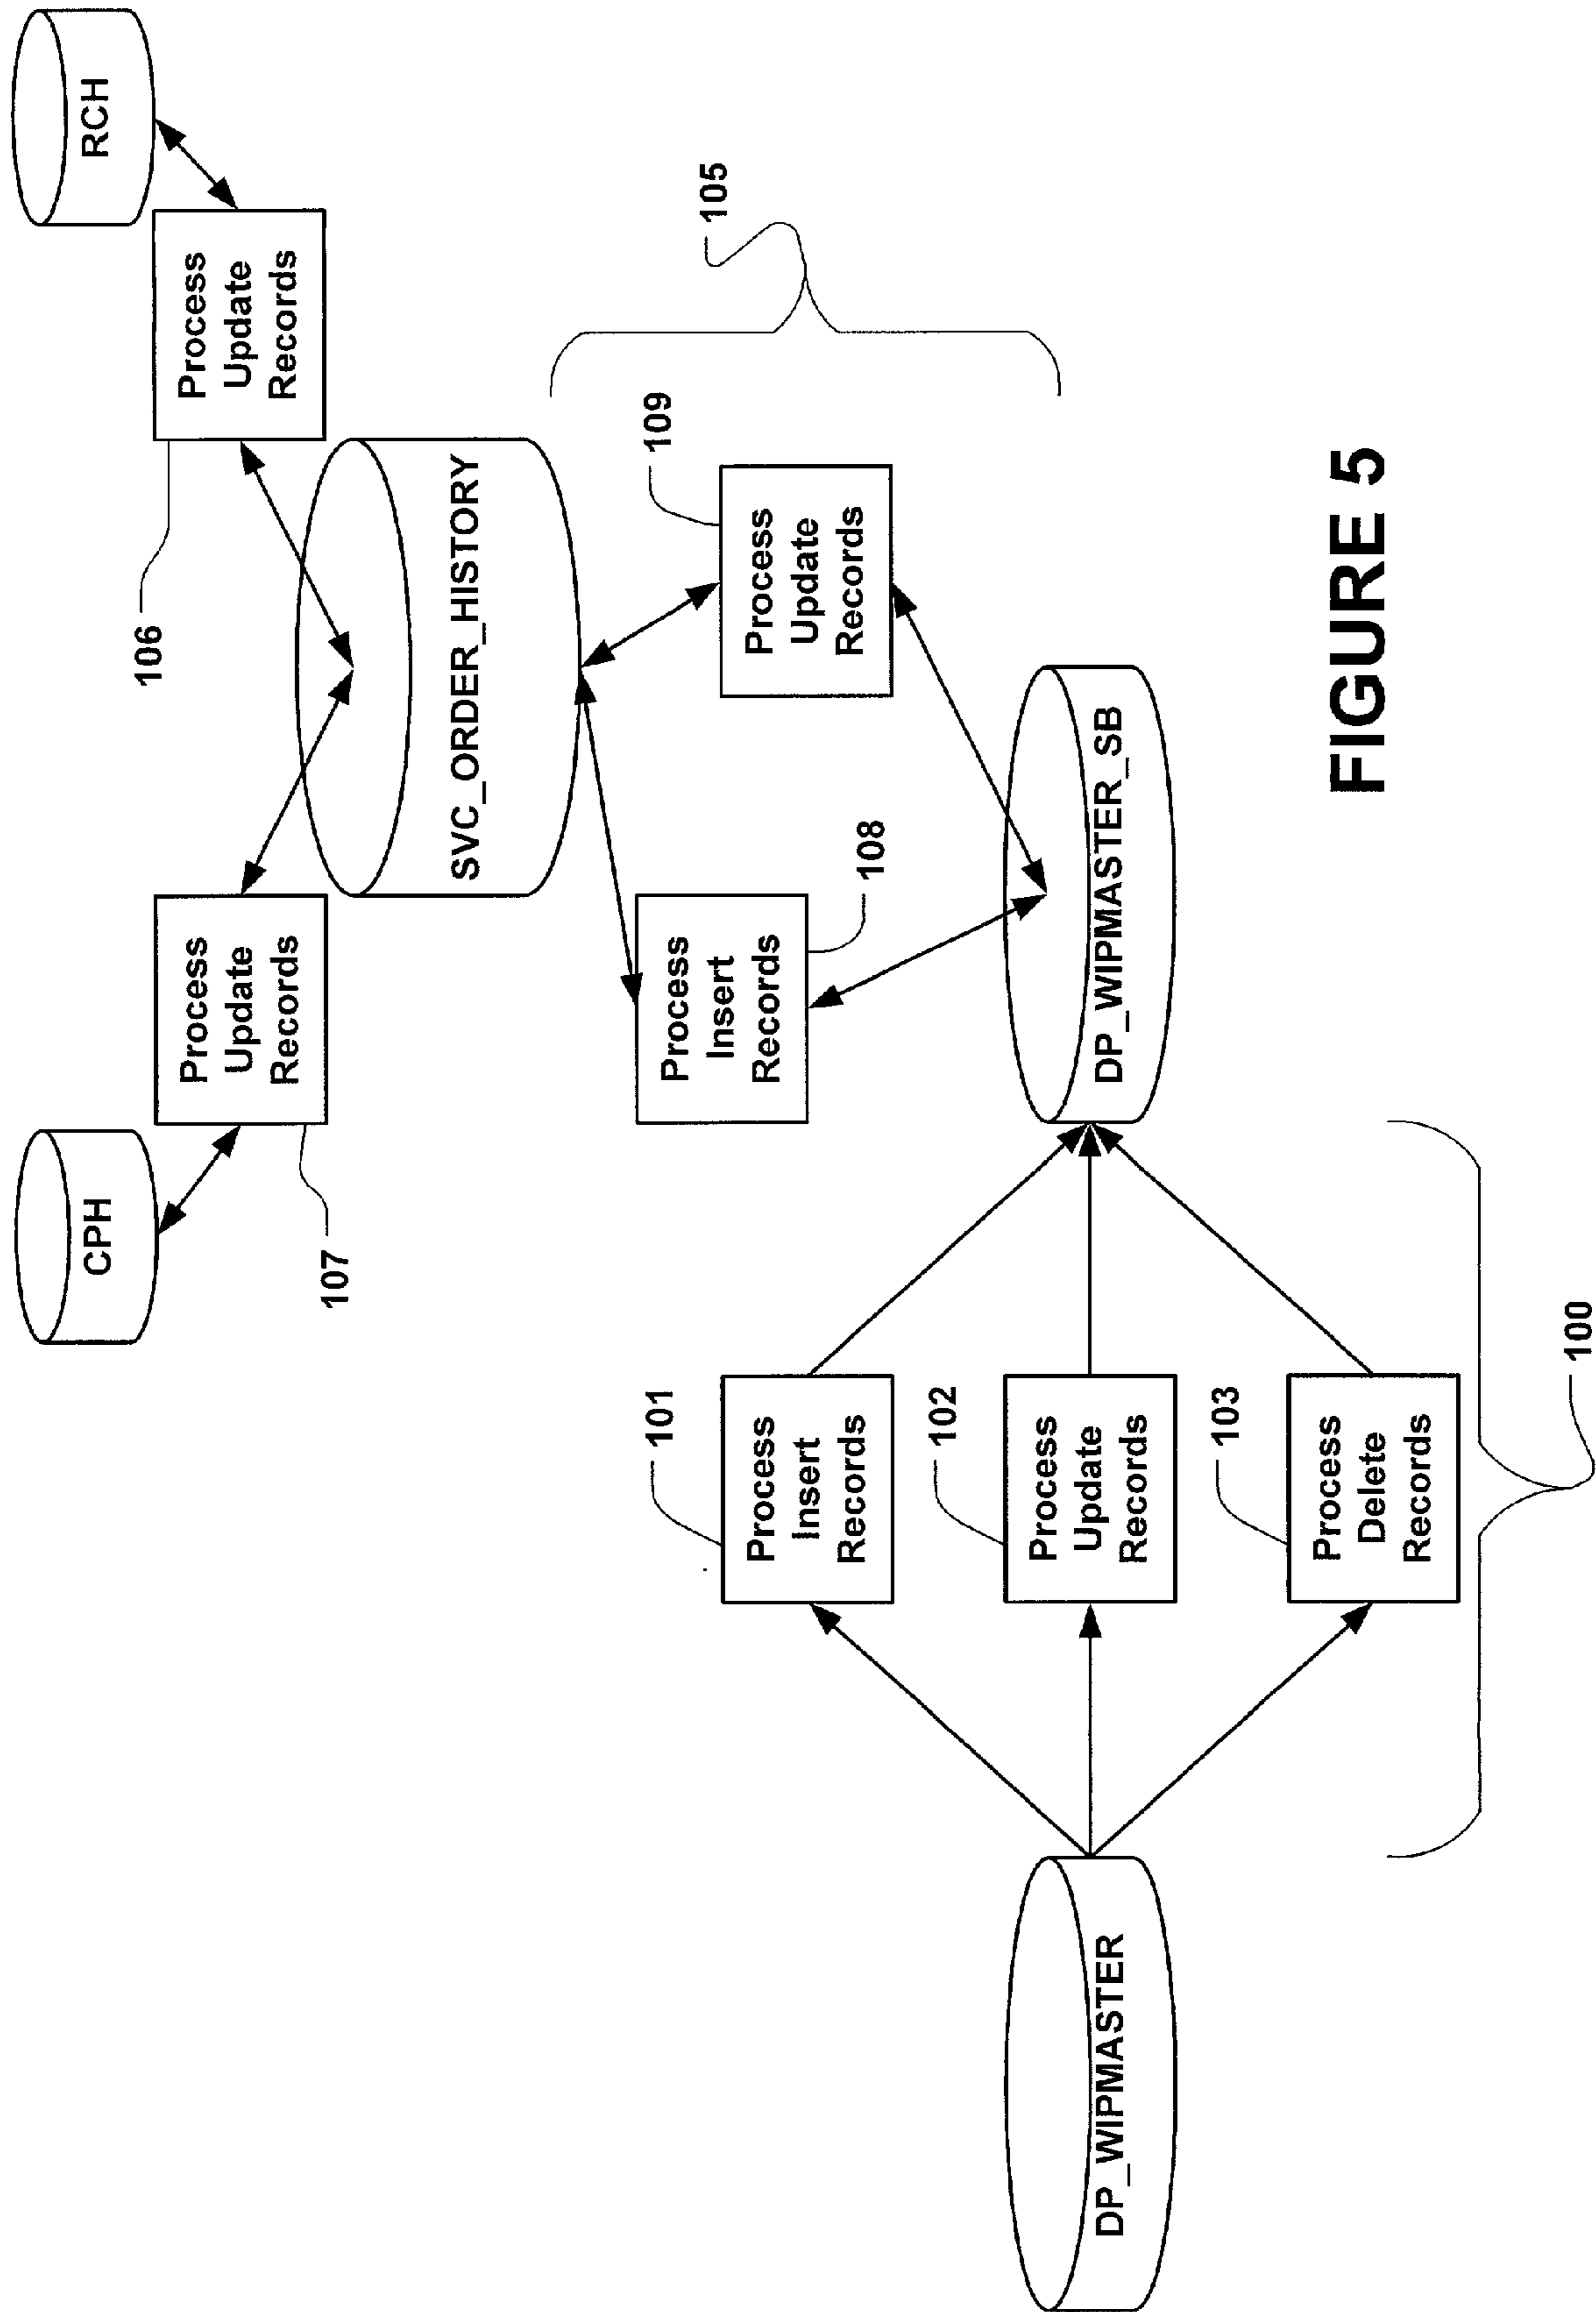 CPH
RCH
107
Process
Update
Records
106
Process
Update
Records
SVC_ORDER_HISTORY
101
Process
Insert
Records
108
Process
Insert
Records
109
Process
Update
Records
105
DP_WIPMASTER
102
Process
Update
Records
DP_WIPMASTER_SB
103
Process
Delete
Records
100
FIGURE 5